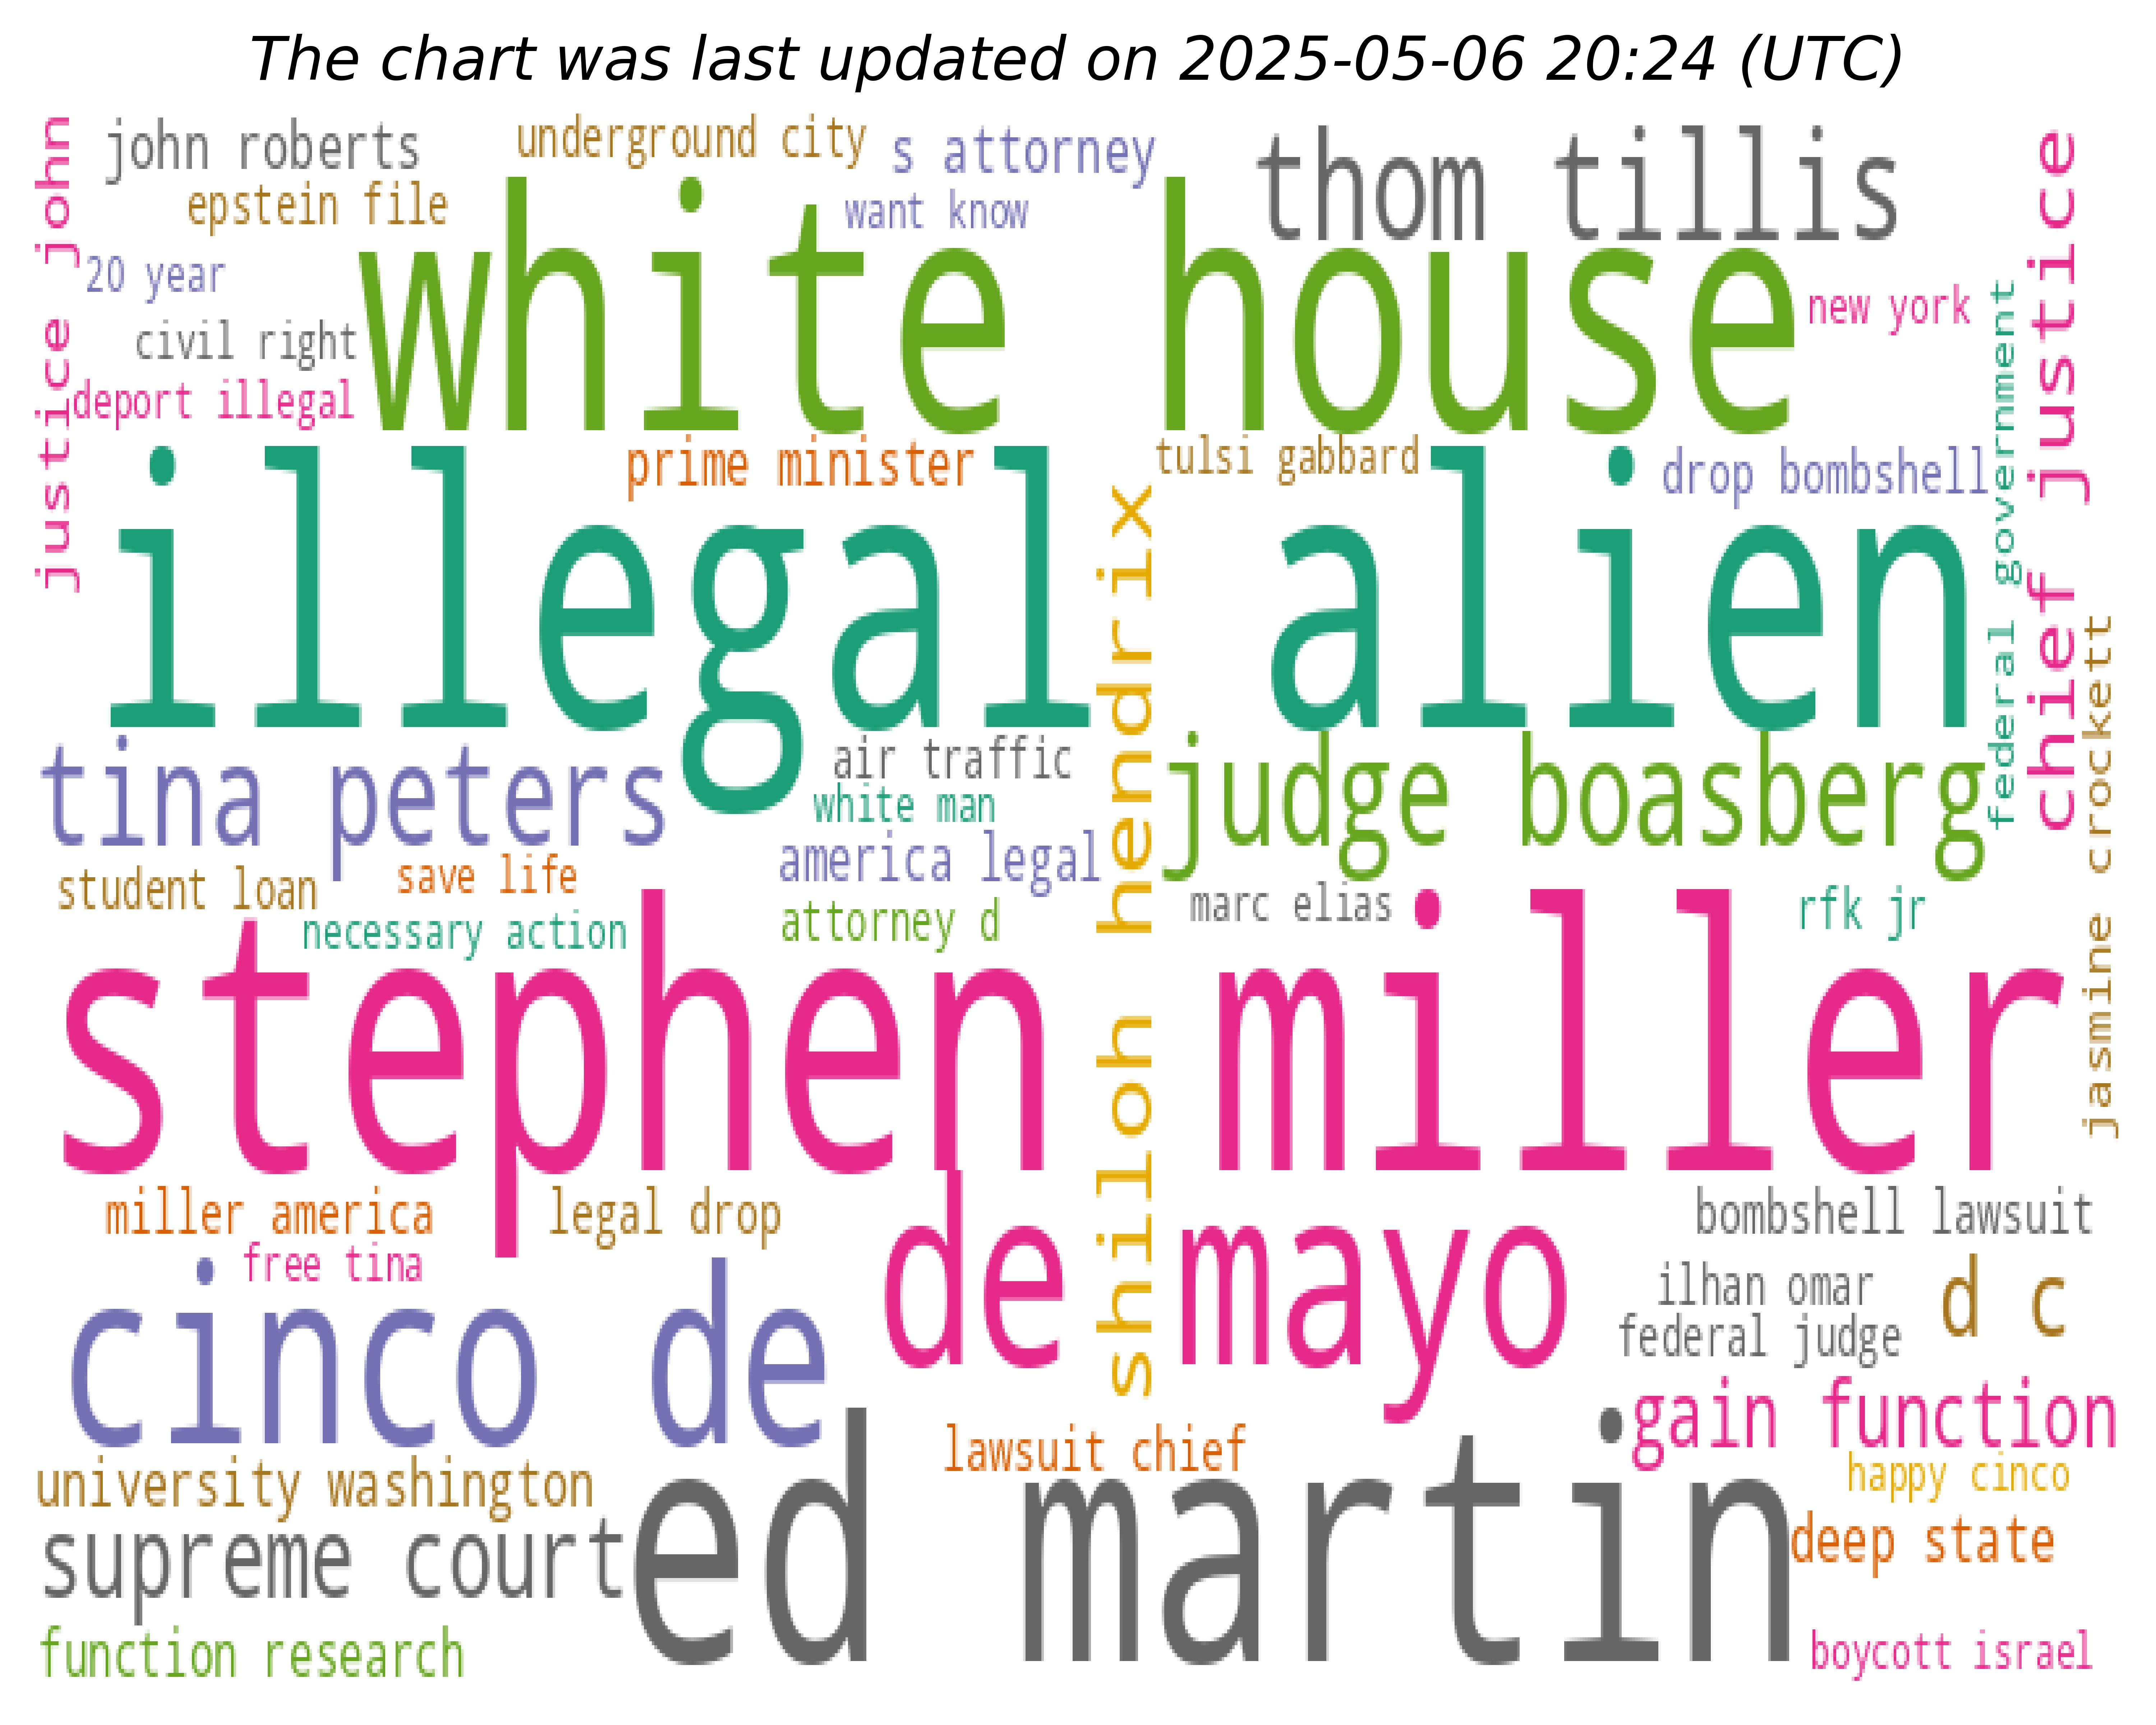 The chart was last updated on 2025-05-06 20:24 (UTC)
justice john
john roberts
underground city
s attorney
thom tillis
chief justice
epstein file
want know
20 year
white house
new york
civil right
deport illegal
federal government
prime minister
tulsi gabbard
drop bombshell
illegal alien
shiloh hendrix
jasmine crockett
tina peters
air traffic
judge boasberg
white man
america legal
student loan
save life
marc elias
rfk jr
necessary action
attorney d
stephen miller
miller america
legal drop
de mayo
bombshell lawsuit
free tina
ilhan omar
d c
federal judge
cinco de
gain function
lawsuit chief
university washington
ed martin
happy cinco
supreme court
deep state
function research
boycott israel